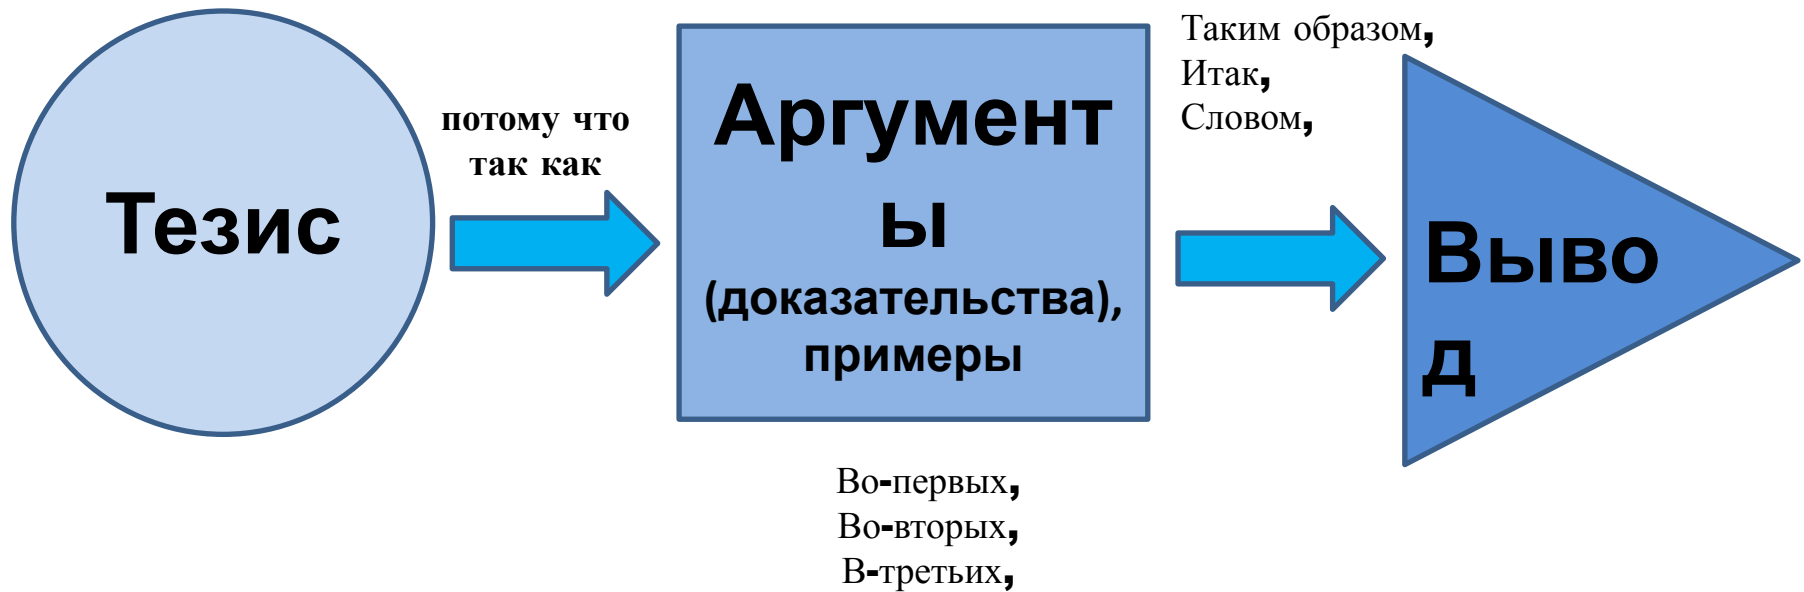 Тезис
потому что
так как
Аргумент
ы
(доказательства),
примеры
Во-первых,
Во-вторых,
В-третьих,
Таким образом,
Итак,
Словом,
Выво
д